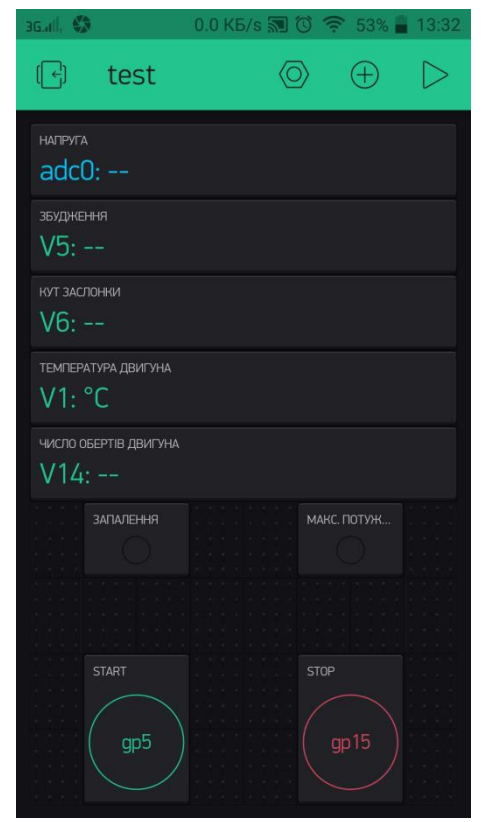 3G 0.0 КБ/s 53% 13:32
test
НАПРУГА
adc0: --
ЗБУДЖЕННЯ
V5: --
КУТ ЗАСЛОНКИ
V6: --
ТЕМПЕРАТУРА ДВИГУНА
V1: °C
ЧИСЛО ОБЕРТІВ ДВИГУНА
V14: --
ЗАПАЛЕННЯ МАКС. ПОТУЖ...
START STOP
gp5 gp15